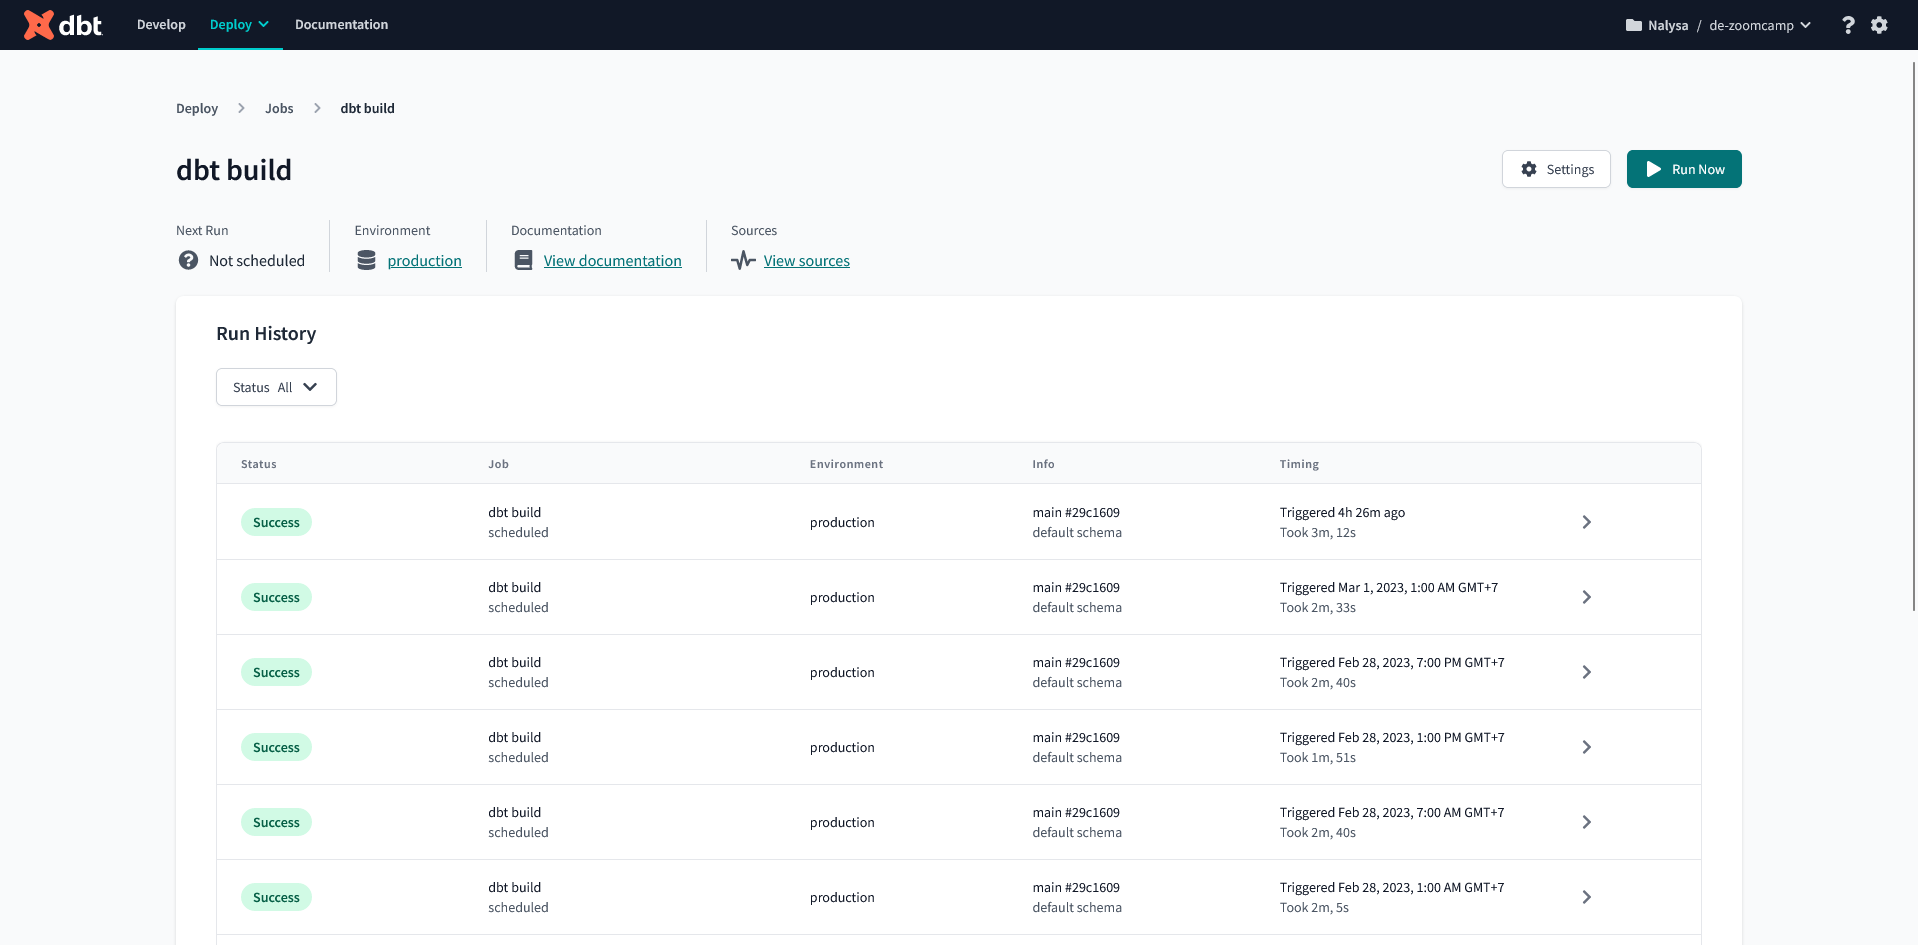 dbt
Develop
Deploy
Documentation
Nalysa / de-zoomcamp
Deploy
Jobs
dbt build
dbt build
Settings
Run Now
Next Run
Not scheduled
Environment
production
Documentation
View documentation
Sources
View sources
Run History
Status All
Status
Job
Environment
Info
Timing
Success
dbt build
scheduled
production
main #29c1609
default schema
Triggered 4h 26m ago
Took 3m, 12s
Success
dbt build
scheduled
production
main #29c1609
default schema
Triggered Mar 1, 2023, 1:00 AM GMT+7
Took 2m, 33s
Success
dbt build
scheduled
production
main #29c1609
default schema
Triggered Feb 28, 2023, 7:00 PM GMT+7
Took 2m, 40s
Success
dbt build
scheduled
production
main #29c1609
default schema
Triggered Feb 28, 2023, 1:00 PM GMT+7
Took 1m, 51s
Success
dbt build
scheduled
production
main #29c1609
default schema
Triggered Feb 28, 2023, 7:00 AM GMT+7
Took 2m, 40s
Success
dbt build
scheduled
production
main #29c1609
default schema
Triggered Feb 28, 2023, 1:00 AM GMT+7
Took 2m, 5s